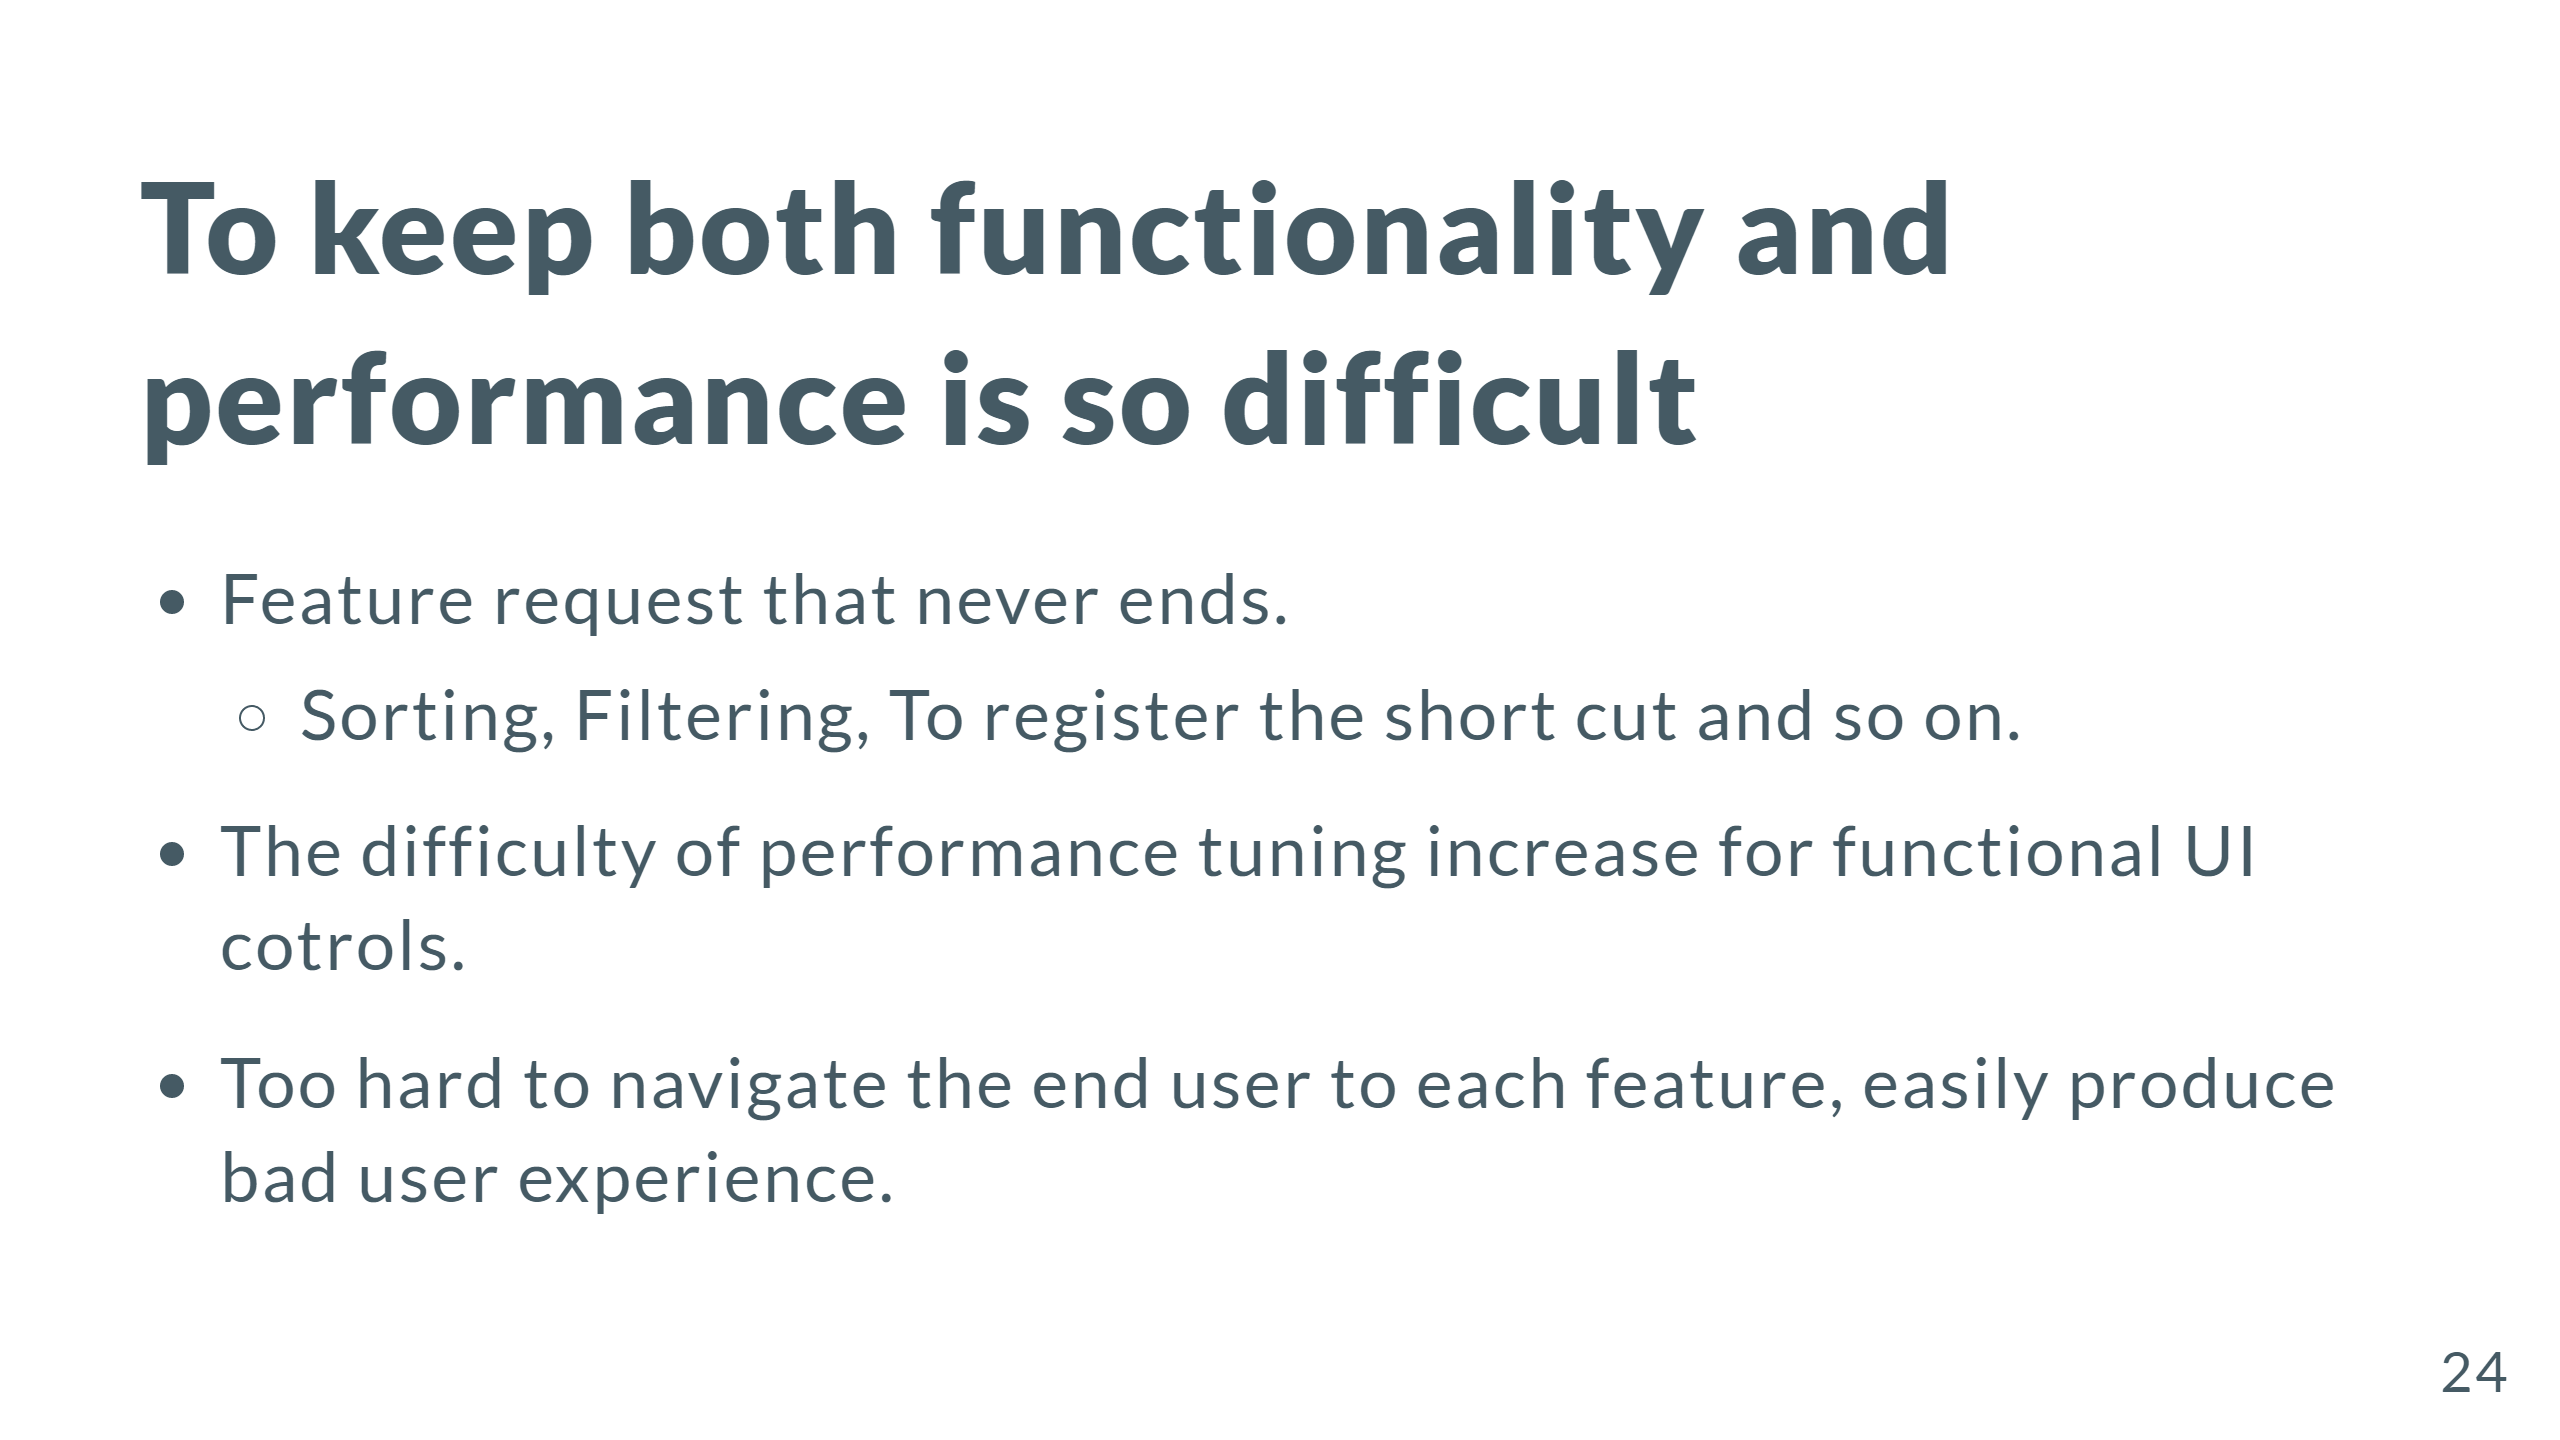 To keep both functionality and
performance is so difficult
• Feature request that never ends.
○ Sorting, Filtering, To register the short cut and so on.
• The difficulty of performance tuning increase for functional UI
cotrols.
• Too hard to navigate the end user to each feature, easily produce
bad user experience.
24